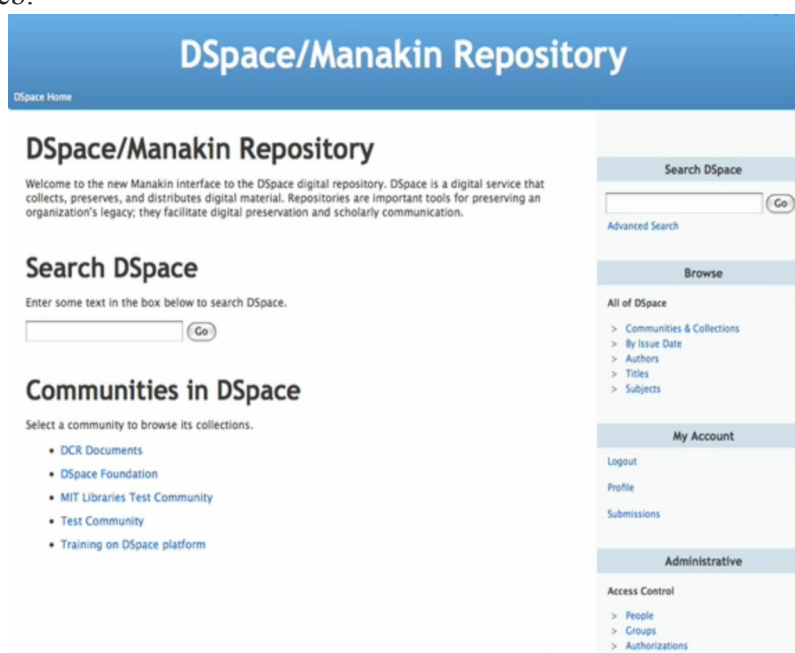 DSpace/Manakin Repository
DSpace Home
DSpace/Manakin Repository
Welcome to the new Manakin interface to the DSpace digital repository. DSpace is a digital service that
collects, preserves, and distributes digital material. Repositories are important tools for preserving an
organization's legacy; they facilitate digital preservation and scholarly communication.
Search DSpace
Enter some text in the box below to search DSpace.
Go
Communities in DSpace
Select a community to browse its collections.
• DCR Documents
• DSpace Foundation
• MIT Libraries Test Community
• Test Community
• Training on DSpace platform
Search DSpace
Go
Advanced Search
Browse
All of DSpace
> Communities & Collections
> By Issue Date
> Authors
> Titles
> Subjects
My Account
Logout
Profile
Submissions
Administrative
Access Control
> People
> Groups
> Authorizations